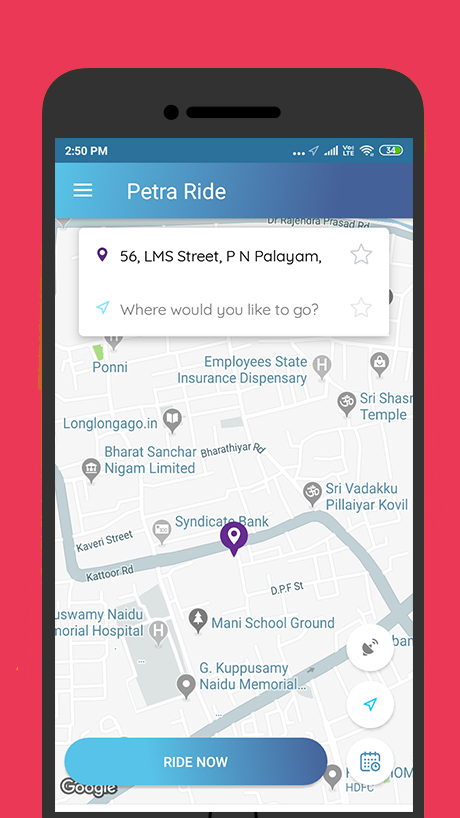 2:50 PM
Vo)
LTE
34
Petra Ride
Dr Rajendra Prasad Rd
56, LMS Street, P N Palayam,
Where would you like to go?
H
Ponni
Employees State
Insurance Dispensary
H
Longlongago.in
Sri Shasr
Temple
Bharat Sanchar
Nigam Limited
Bharathiyar Rd
Sri Vadakku
Pillaiyar Kovil
Syndicate Bank
Kaveri Street
Kattoor Rd
D.P.F St
uswamy Naidu
morial Hospital
H
Mani School Ground
G. Kuppusamy
Naidu Memorial...
RIDE NOW
Google
HDFC